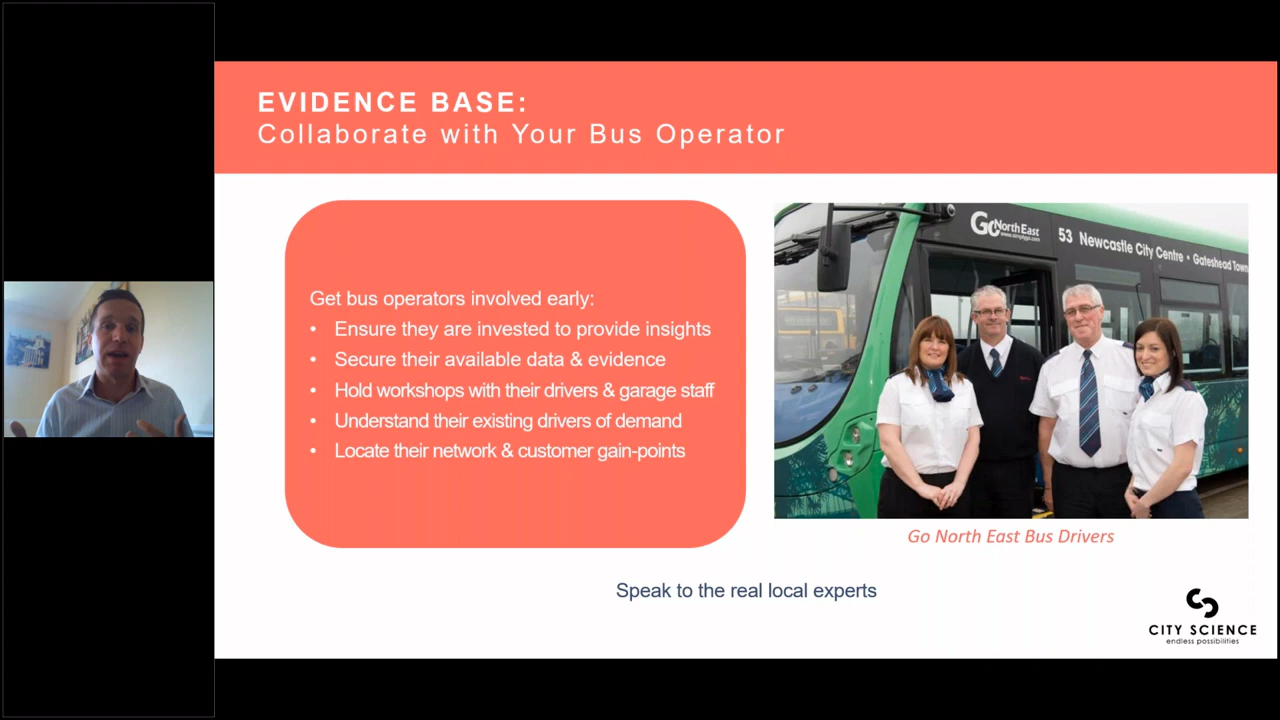 EVIDENCE BASE:
Collaborate with Your Bus Operator
Get bus operators involved early:
• Ensure they are invested to provide insights
• Secure their available data & evidence
• Hold workshops with their drivers & garage staff
• Understand their existing drivers of demand
• Locate their network & customer gain-points
Go North East
www.simplygo.com
53 Newcastle City Centre • Gateshead Town
Go North East Bus Drivers
Speak to the real local experts
CITY SCIENCE
endless possibilities